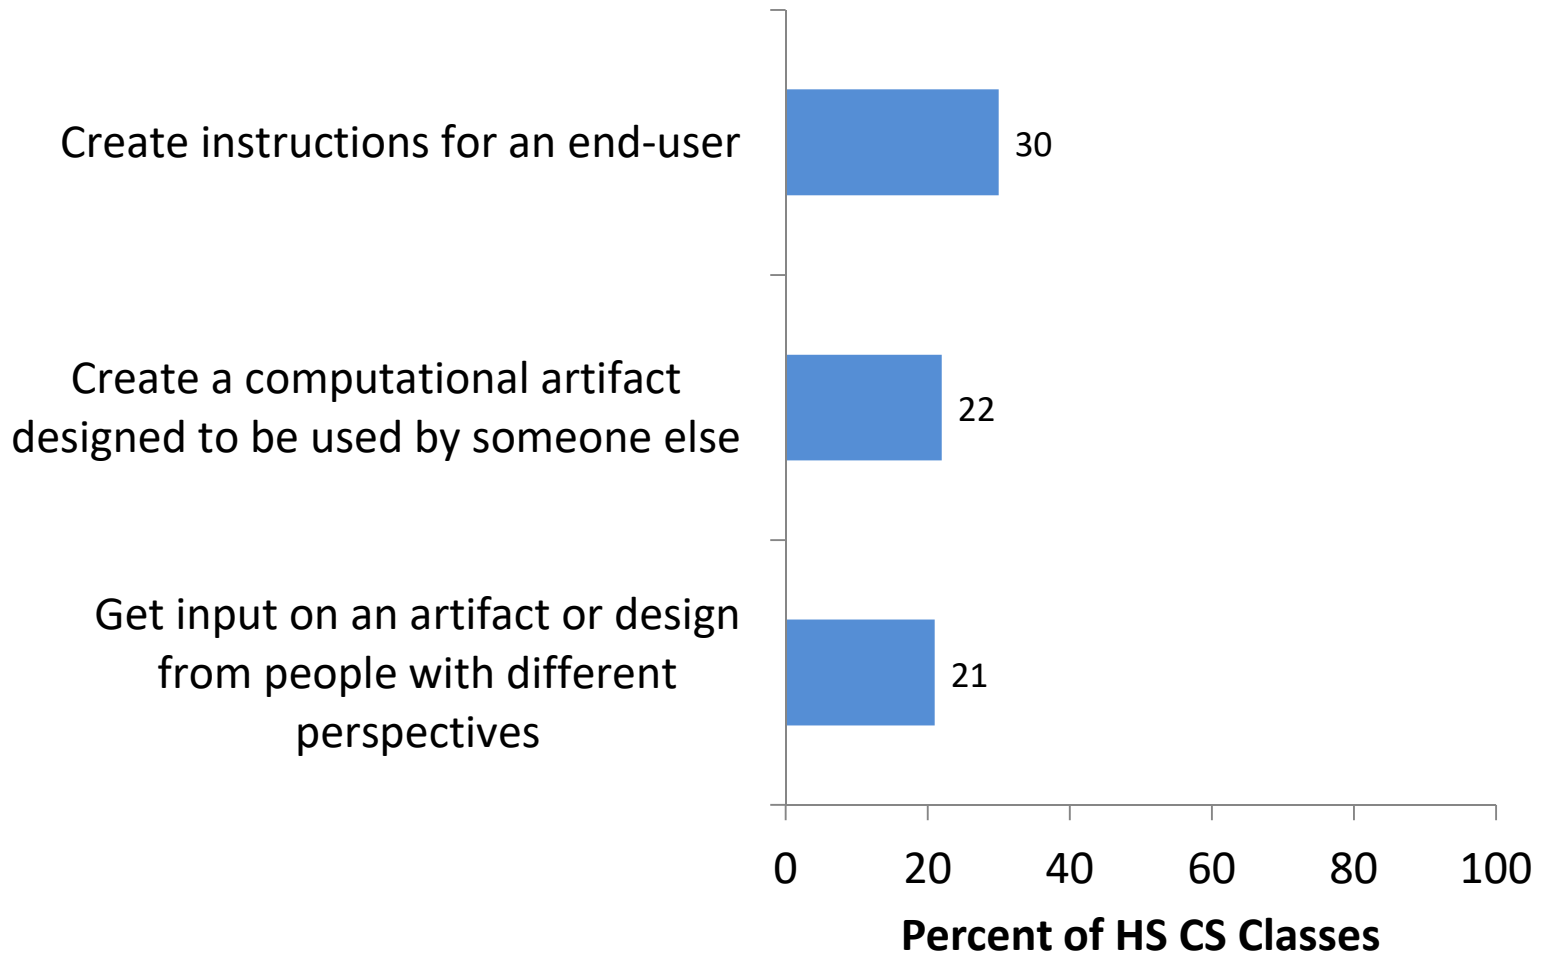 Create instructions for an end-user
30
Create a computational artifact
designed to be used by someone else
22
Get input on an artifact or design
from people with different
perspectives
21
0 20 40 60 80 100
Percent of HS CS Classes